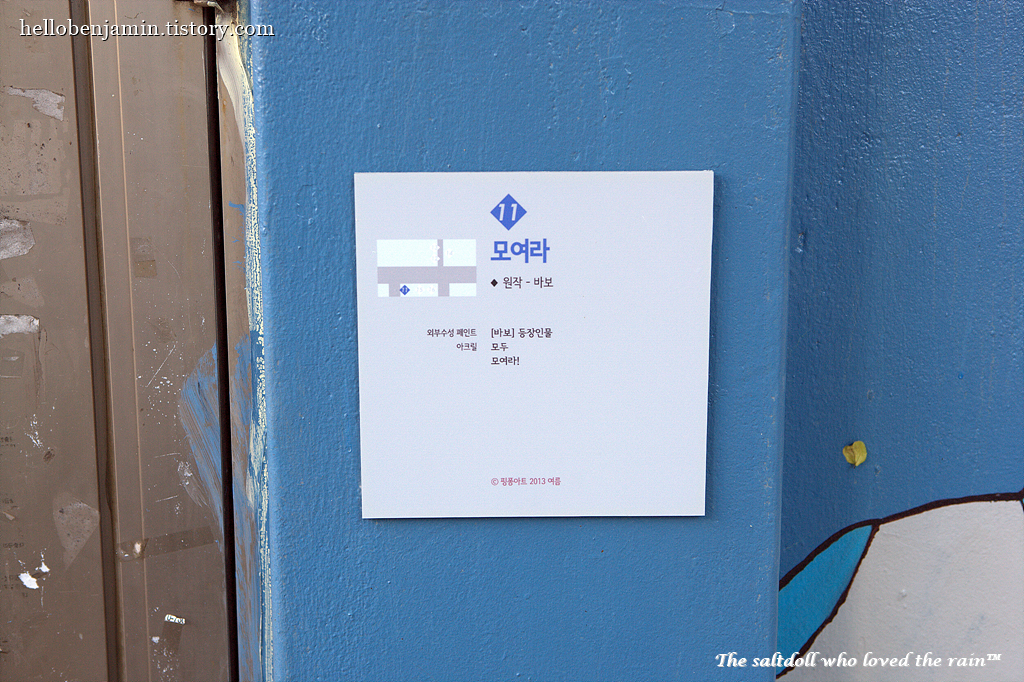 hellobenjamin.tistory.com
11
모여라
◆ 원작 - 바보
11
외부수성 페인트
아크릴
[바보] 등장인물
모두
모여라!
© 핑퐁아트 2013 여름
The saltdoll who loved the rain™